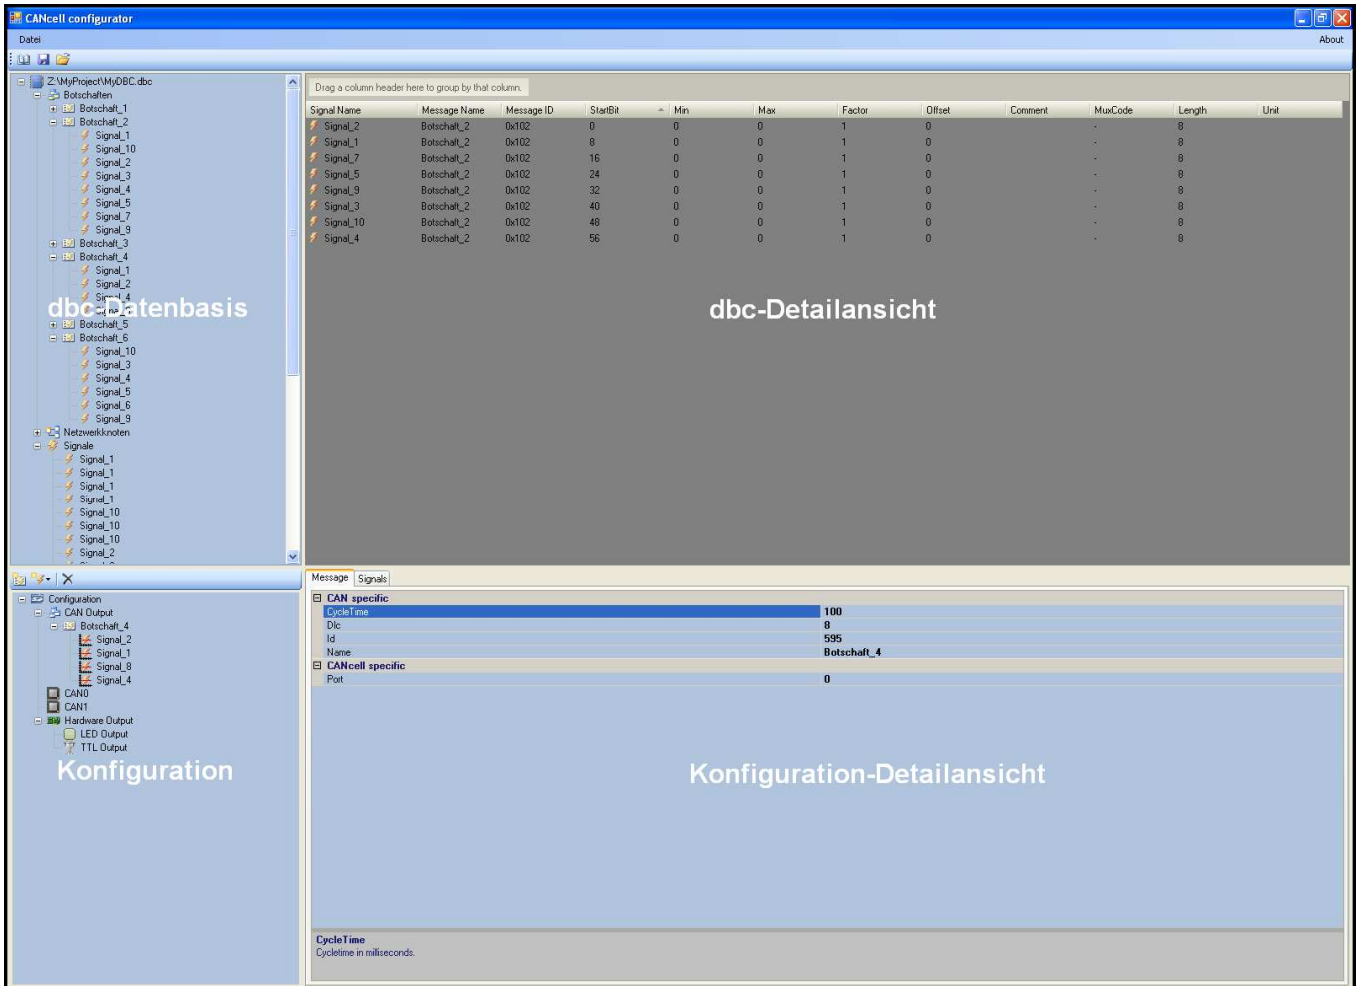 CANcell configurator
Datei
About
Z:\MyProject\MyDBC.dbc
Botschaften
Botschaft_1
Botschaft_2
Signal_1
Signal_10
Signal_2
Signal_3
Signal_4
Signal_5
Signal_7
Signal_9
Botschaft_3
Botschaft_4
Signal_1
Signal_2
Signal_4
dbc-Datenbasis
Botschaft_5
Botschaft_6
Signal_10
Signal_3
Signal_4
Signal_5
Signal_6
Signal_9
Netzwerkknoten
Signale
Signal_1
Signal_1
Signal_1
Signal_1
Signal_10
Signal_10
Signal_10
Signal_2
Drag a column header here to group by that column.
Signal Name Message Name Message ID StartBit Min Max Factor Offset Comment MuxCode Length Unit
Signal_2 Botschaft_2 0x102 0 0 0 1 0 - 8
Signal_1 Botschaft_2 0x102 8 0 0 1 0 - 8
Signal_7 Botschaft_2 0x102 16 0 0 1 0 - 8
Signal_5 Botschaft_2 0x102 24 0 0 1 0 - 8
Signal_9 Botschaft_2 0x102 32 0 0 1 0 - 8
Signal_3 Botschaft_2 0x102 40 0 0 1 0 - 8
Signal_10 Botschaft_2 0x102 48 0 0 1 0 - 8
Signal_4 Botschaft_2 0x102 56 0 0 1 0 - 8
dbc-Detailansicht
Configuration
CAN Output
Botschaft_4
Signal_2
Signal_1
Signal_8
Signal_4
CAN0
CAN1
Hardware Output
LED Output
TTL Output
Konfiguration
Message Signals
CAN specific
CycleTime 100
Dlc 8
Id 595
Name Botschaft_4
CANcell specific
Port 0
Konfiguration-Detailansicht
CycleTime
Cycletime in milliseconds.